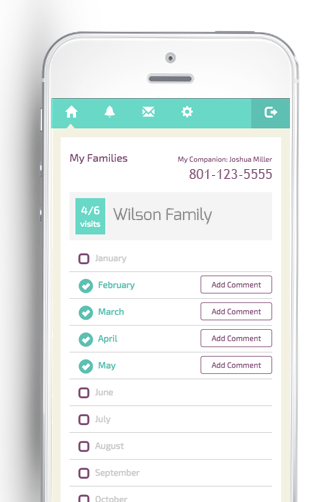 My Families
My Companion: Joshua Miller
801-123-5555
4/6
visits
Wilson Family
January
February
Add Comment
March
Add Comment
April
Add Comment
May
Add Comment
June
July
August
September
October